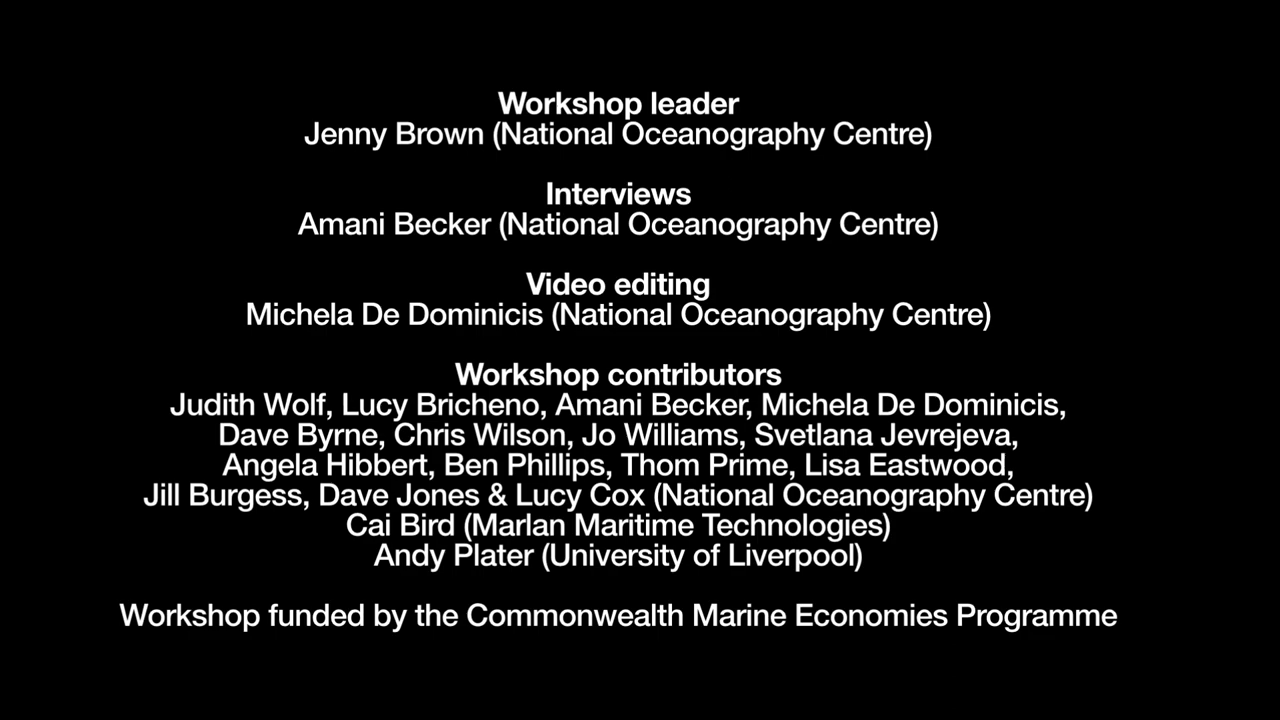 Workshop leader
Jenny Brown (National Oceanography Centre)
Interviews
Amani Becker (National Oceanography Centre)
Video editing
Michela De Dominicis (National Oceanography Centre)
Workshop contributors
Judith Wolf, Lucy Bricheno, Amani Becker, Michela De Dominicis,
Dave Byrne, Chris Wilson, Jo Williams, Svetlana Jevrejeva,
Angela Hibbert, Ben Phillips, Thom Prime, Lisa Eastwood,
Jill Burgess, Dave Jones & Lucy Cox (National Oceanography Centre)
Cai Bird (Marlan Maritime Technologies)
Andy Plater (University of Liverpool)
Workshop funded by the Commonwealth Marine Economies Programme